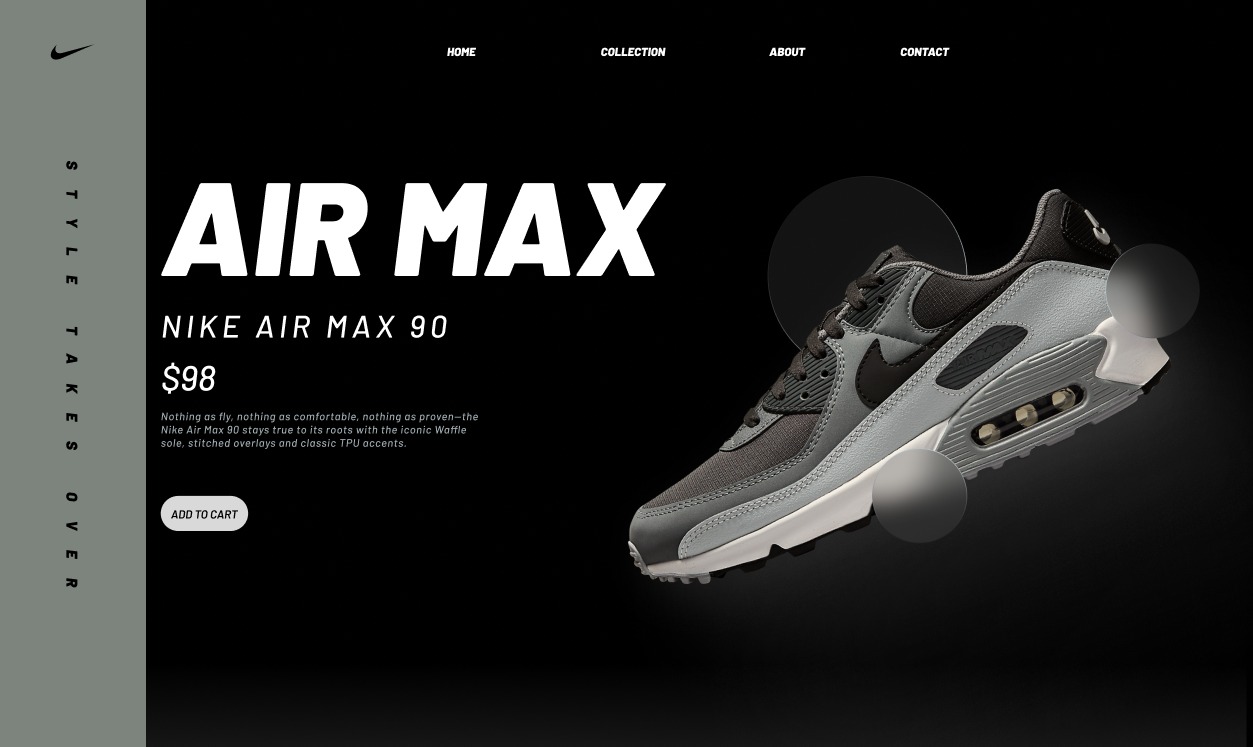 HOME COLLECTION ABOUT CONTACT
STYLE TAKES OVER
AIR MAX
NIKE AIR MAX 90
$98
Nothing as fly, nothing as comfortable, nothing as proven—the
Nike Air Max 90 stays true to its roots with the iconic Waffle
sole, stitched overlays and classic TPU accents.
ADD TO CART